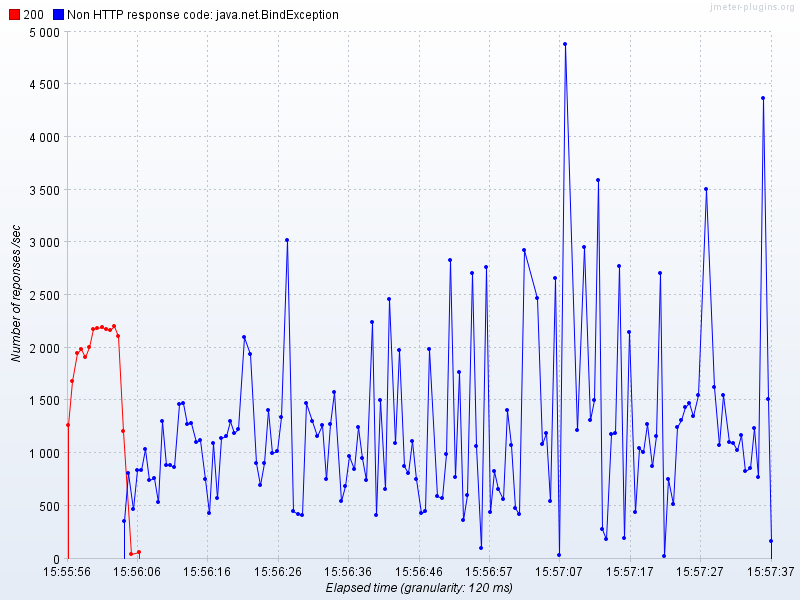 200 Non HTTP response code: java.net.BindException
jmeter-plugins.org
5 000
4 500
4 000
3 500
3 000
2 500
2 000
1 500
1 000
500
0
Number of reponses /sec
15:55:56 15:56:06 15:56:16 15:56:26 15:56:36 15:56:46 15:56:57 15:57:07 15:57:17 15:57:27 15:57:37
Elapsed time (granularity: 120 ms)